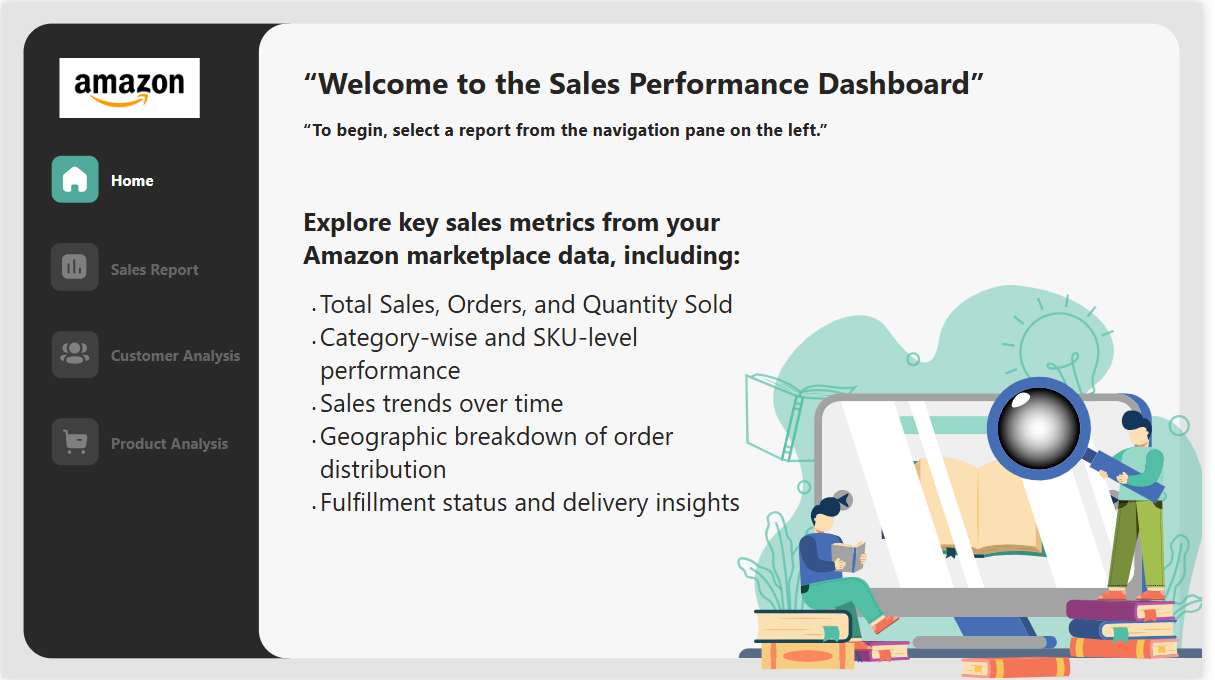 amazon
Home
Sales Report
Customer Analysis
Product Analysis
“Welcome to the Sales Performance Dashboard”
“To begin, select a report from the navigation pane on the left.”
Explore key sales metrics from your
Amazon marketplace data, including:
· Total Sales, Orders, and Quantity Sold
· Category-wise and SKU-level
performance
· Sales trends over time
· Geographic breakdown of order
distribution
· Fulfillment status and delivery insights